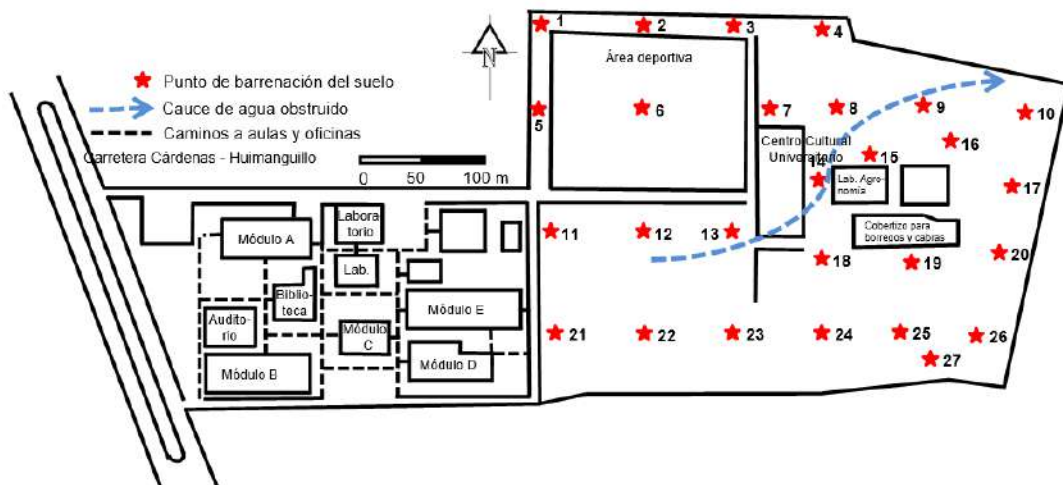 1
2
3
4
N
Área deportiva
Punto de barrenación del suelo
Cauce de agua obstruido
Caminos a aulas y oficinas
Carretera Cárdenas - Huimanguillo
0 50 100 m
5
6
7
8
9
10
Centro Cultural
Universitario
14
15
16
Lab. Agro-
nomía
17
Cobertizo para
borregos y cabras
11
12
13
18
19
20
Módulo A
Labora-
torio
Lab.
Biblio-
teca
Módulo E
Audito-
rio
Módulo
C
Módulo B
Módulo D
21
22
23
24
25
26
27